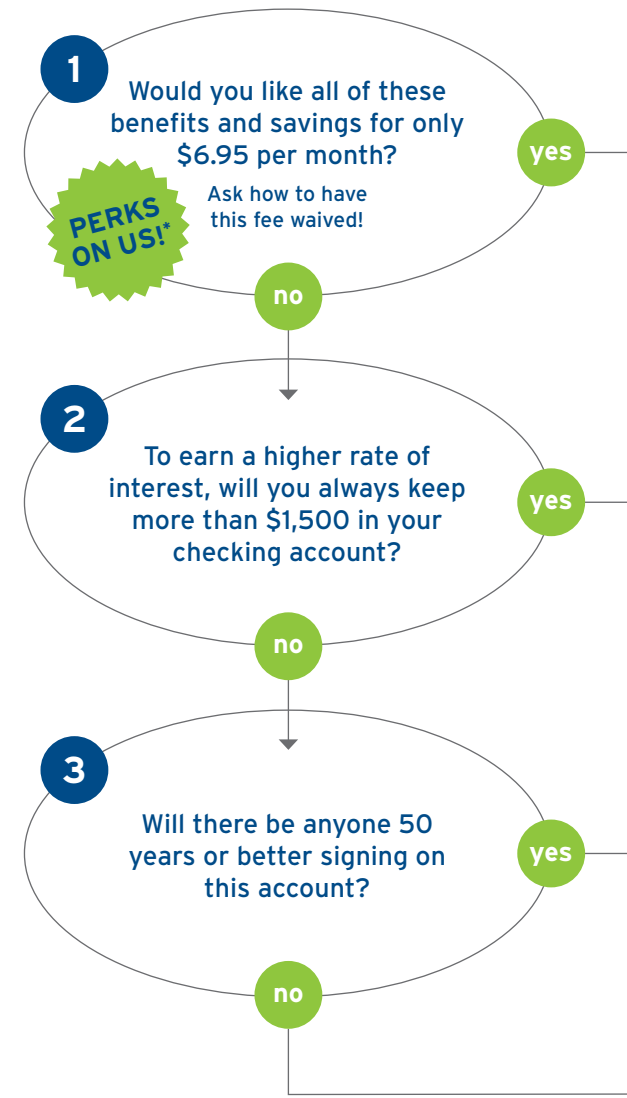 1
Would you like all of these
benefits and savings for only
$6.95 per month?
Ask how to have
this fee waived!
PERKS
ON US!*
yes
no
2
To earn a higher rate of
interest, will you always keep
more than $1,500 in your
checking account?
yes
no
3
Will there be anyone 50
years or better signing on
this account?
yes
no